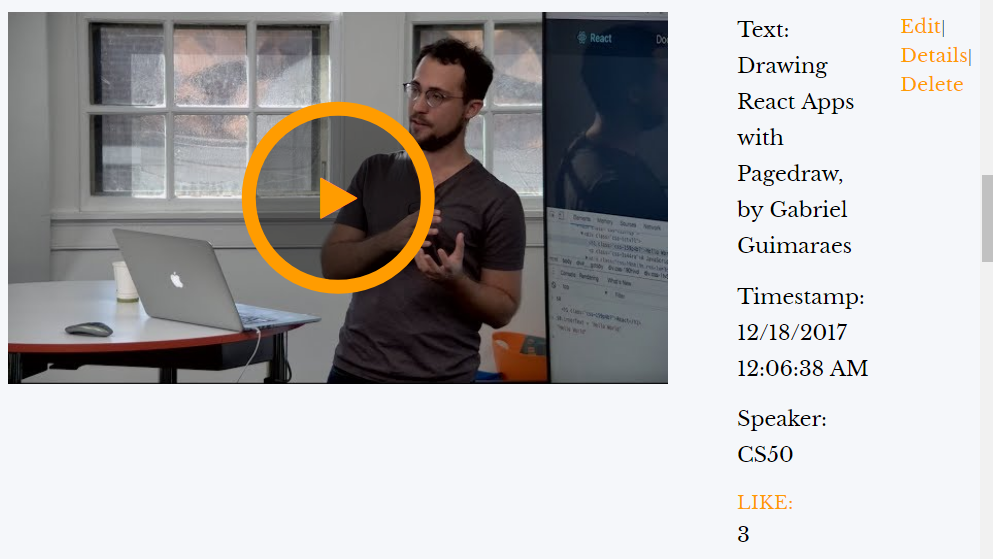 React
Text:
Drawing
React Apps
with
Pagedraw,
by Gabriel
Guimaraes
Timestamp:
12/18/2017
12:06:38 AM
Speaker:
CS50
LIKE:
3
Edit|
Details|
Delete